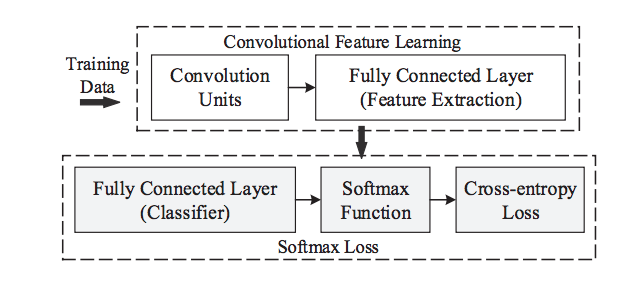 Convolutional Feature Learning
Training
Data
Convolution
Units
Fully Connected Layer
(Feature Extraction)
Fully Connected Layer
(Classifier)
Softmax
Function
Cross-entropy
Loss
Softmax Loss